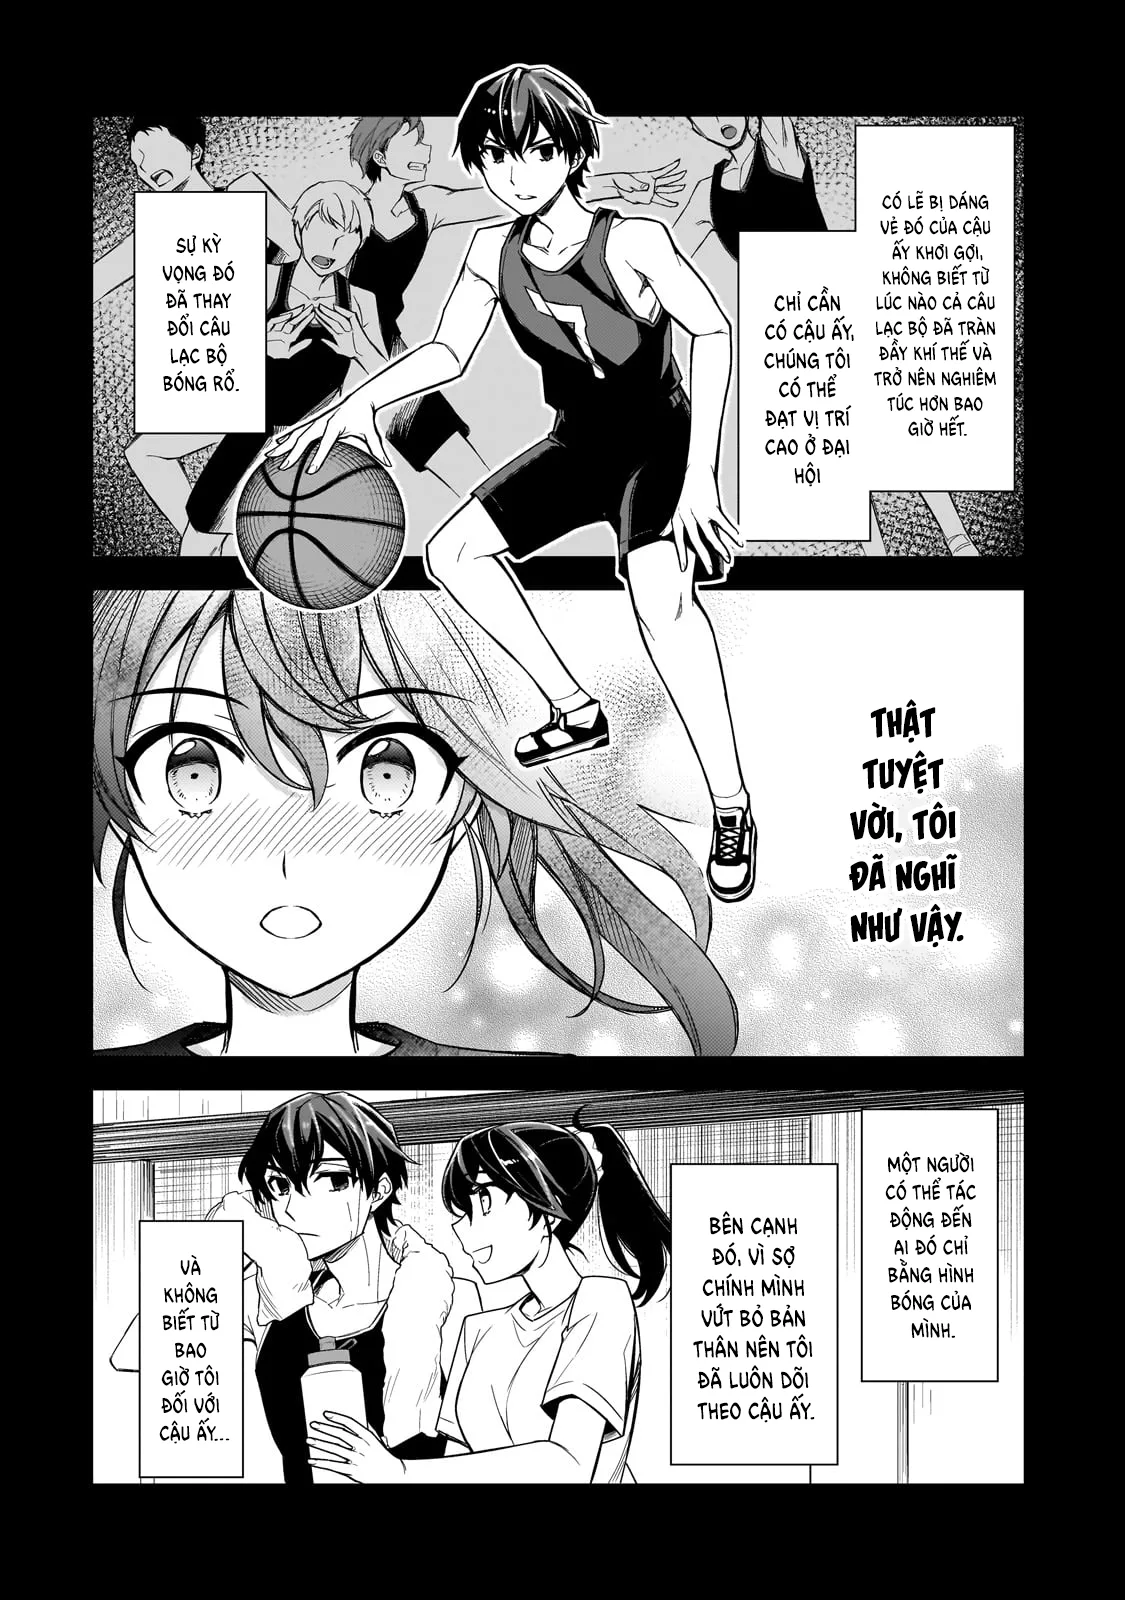 CÓ LẼ BỊ DÁNG
VẺ ĐÓ CỦA CẬU
ẤY KHƠI GỢI,
KHÔNG BIẾT TỪ
LÚC NÀO CẢ CÂU
LẠC BỘ ĐÃ TRÀN
ĐẦY KHÍ THẾ VÀ
TRỞ NÊN NGHIÊM
TÚC HƠN BAO
GIỜ HẾT.
CHỈ CẦN
CÓ CẬU ẤY,
CHÚNG TÔI
CÓ THỂ
ĐẠT VỊ TRÍ
CAO Ở ĐẠI
HỘI
SỰ KỲ
VỌNG ĐÓ
ĐÃ THAY
ĐỔI CÂU
LẠC BỘ
BÓNG RỔ.
THẬT
TUYỆT
VỜI, TÔI
ĐÃ NGHĨ
NHƯ VẬY.
MỘT NGƯỜI
CÓ THỂ TÁC
ĐỘNG ĐẾN
AI ĐÓ CHỈ
BẰNG HÌNH
BÓNG CỦA
MÌNH.
BÊN CẠNH
ĐÓ, VÌ SỢ
CHÍNH MÌNH
VỨT BỎ BẢN
THÂN NÊN TÔI
ĐÃ LUÔN DÕI
THEO CẬU ẤY.
VÀ
KHÔNG
BIẾT TỪ
BAO
GIỜ TÔI
ĐỐI VỚI
CẬU ẤY...